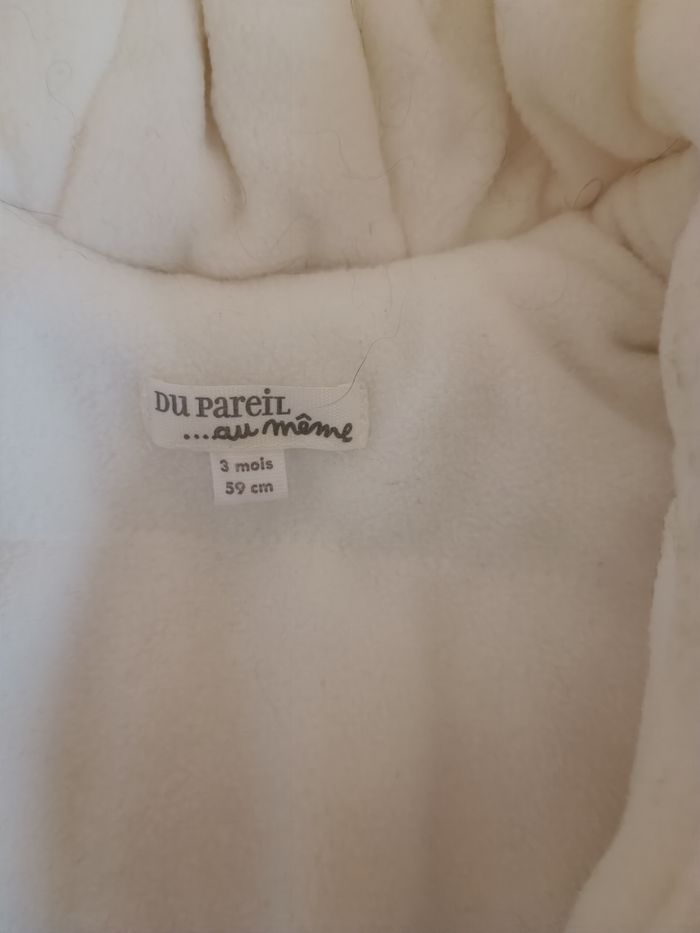 Du pareil
...au même
3 mois
59 cm